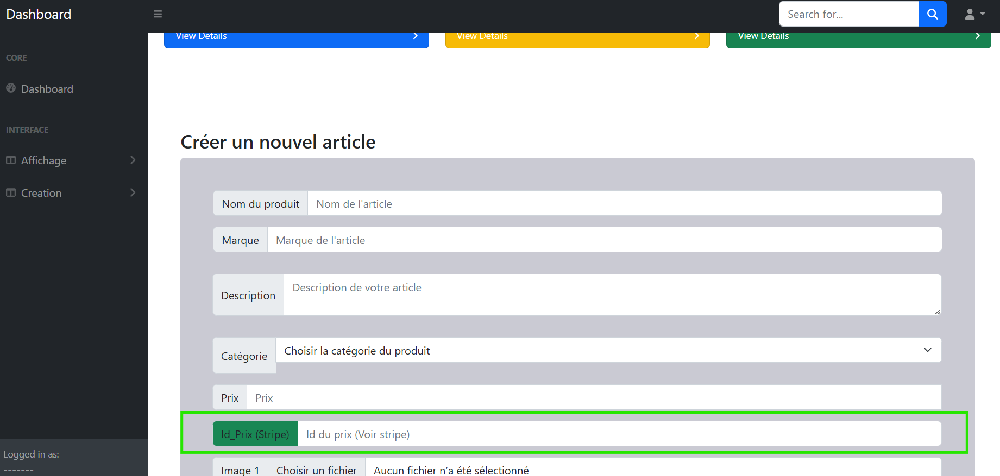 Dashboard
Search for...
View Details
View Details
View Details
CORE
Dashboard
INTERFACE
Affichage
Creation
Créer un nouvel article
Nom du produit Nom de l'article
Marque Marque de l'article
Description Description de votre article
Catégorie Choisir la catégorie du produit
Prix Prix
Id_Prix (Stripe) Id du prix (Voir stripe)
Image 1 Choisir un fichier Aucun fichier n’a été sélectionné
Logged in as:
-------